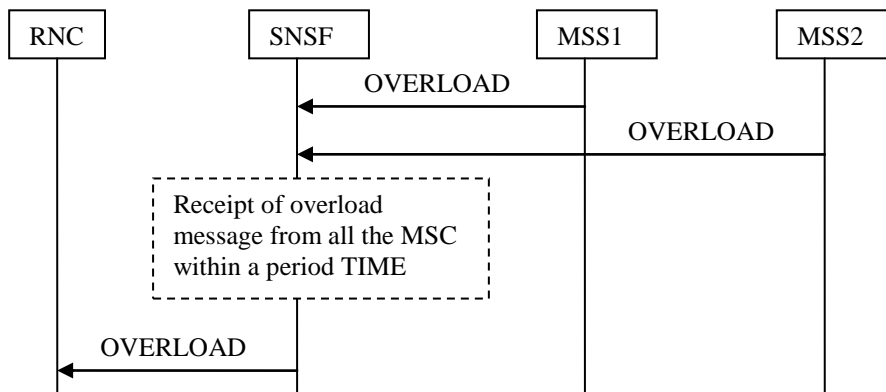 RNC SNSF MSS1 MSS2
OVERLOAD
OVERLOAD
Receipt of overload
message from all the MSC
within a period TIME
OVERLOAD